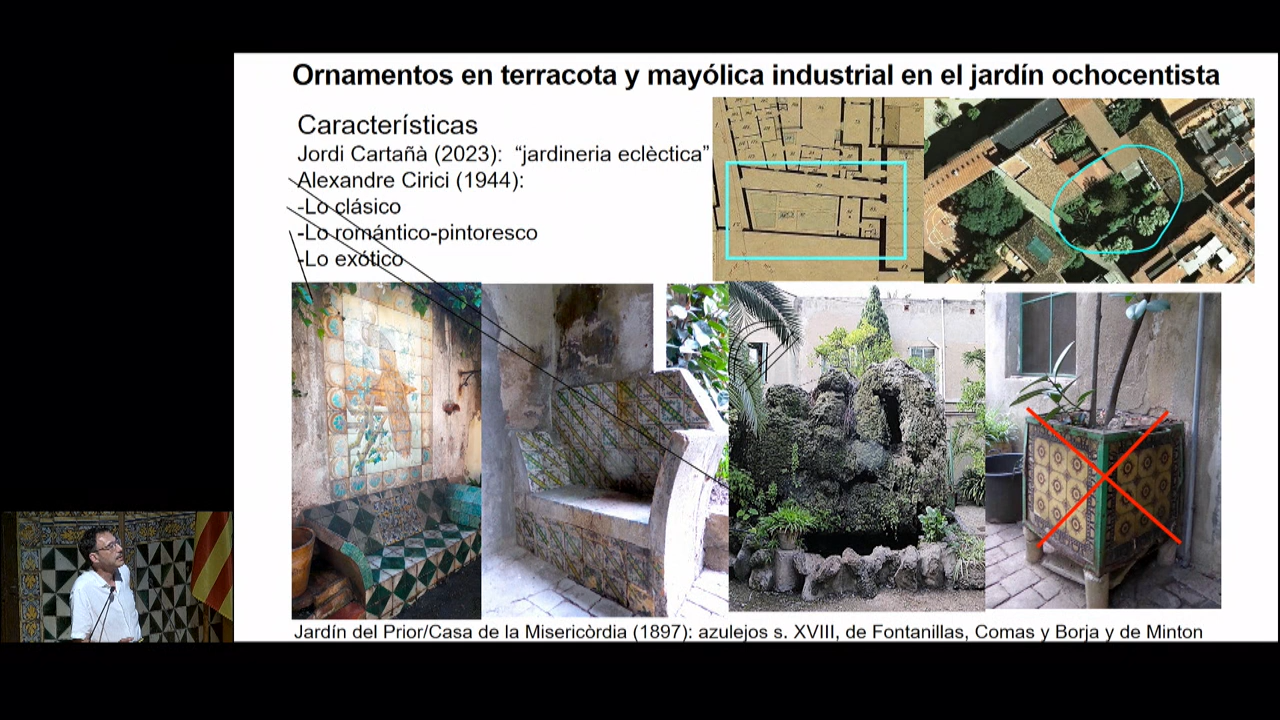 Ornamentos en terracota y mayólica industrial en el jardín ochocentista
Características
Jordi Cartañà (2023): “jardineria eclèctica”
Alexandre Cirici (1944):
-Lo clásico
-Lo romántico-pintoresco
-Lo exótico
Jardín del Prior/Casa de la Misericòrdia (1897): azulejos s. XVIII, de Fontanillas, Comas y Borja y de Minton